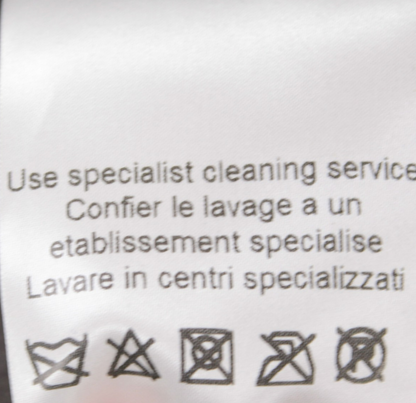 Use specialist cleaning service
Confier le lavage a un
etablissement specialise
Lavare in centri specializzati